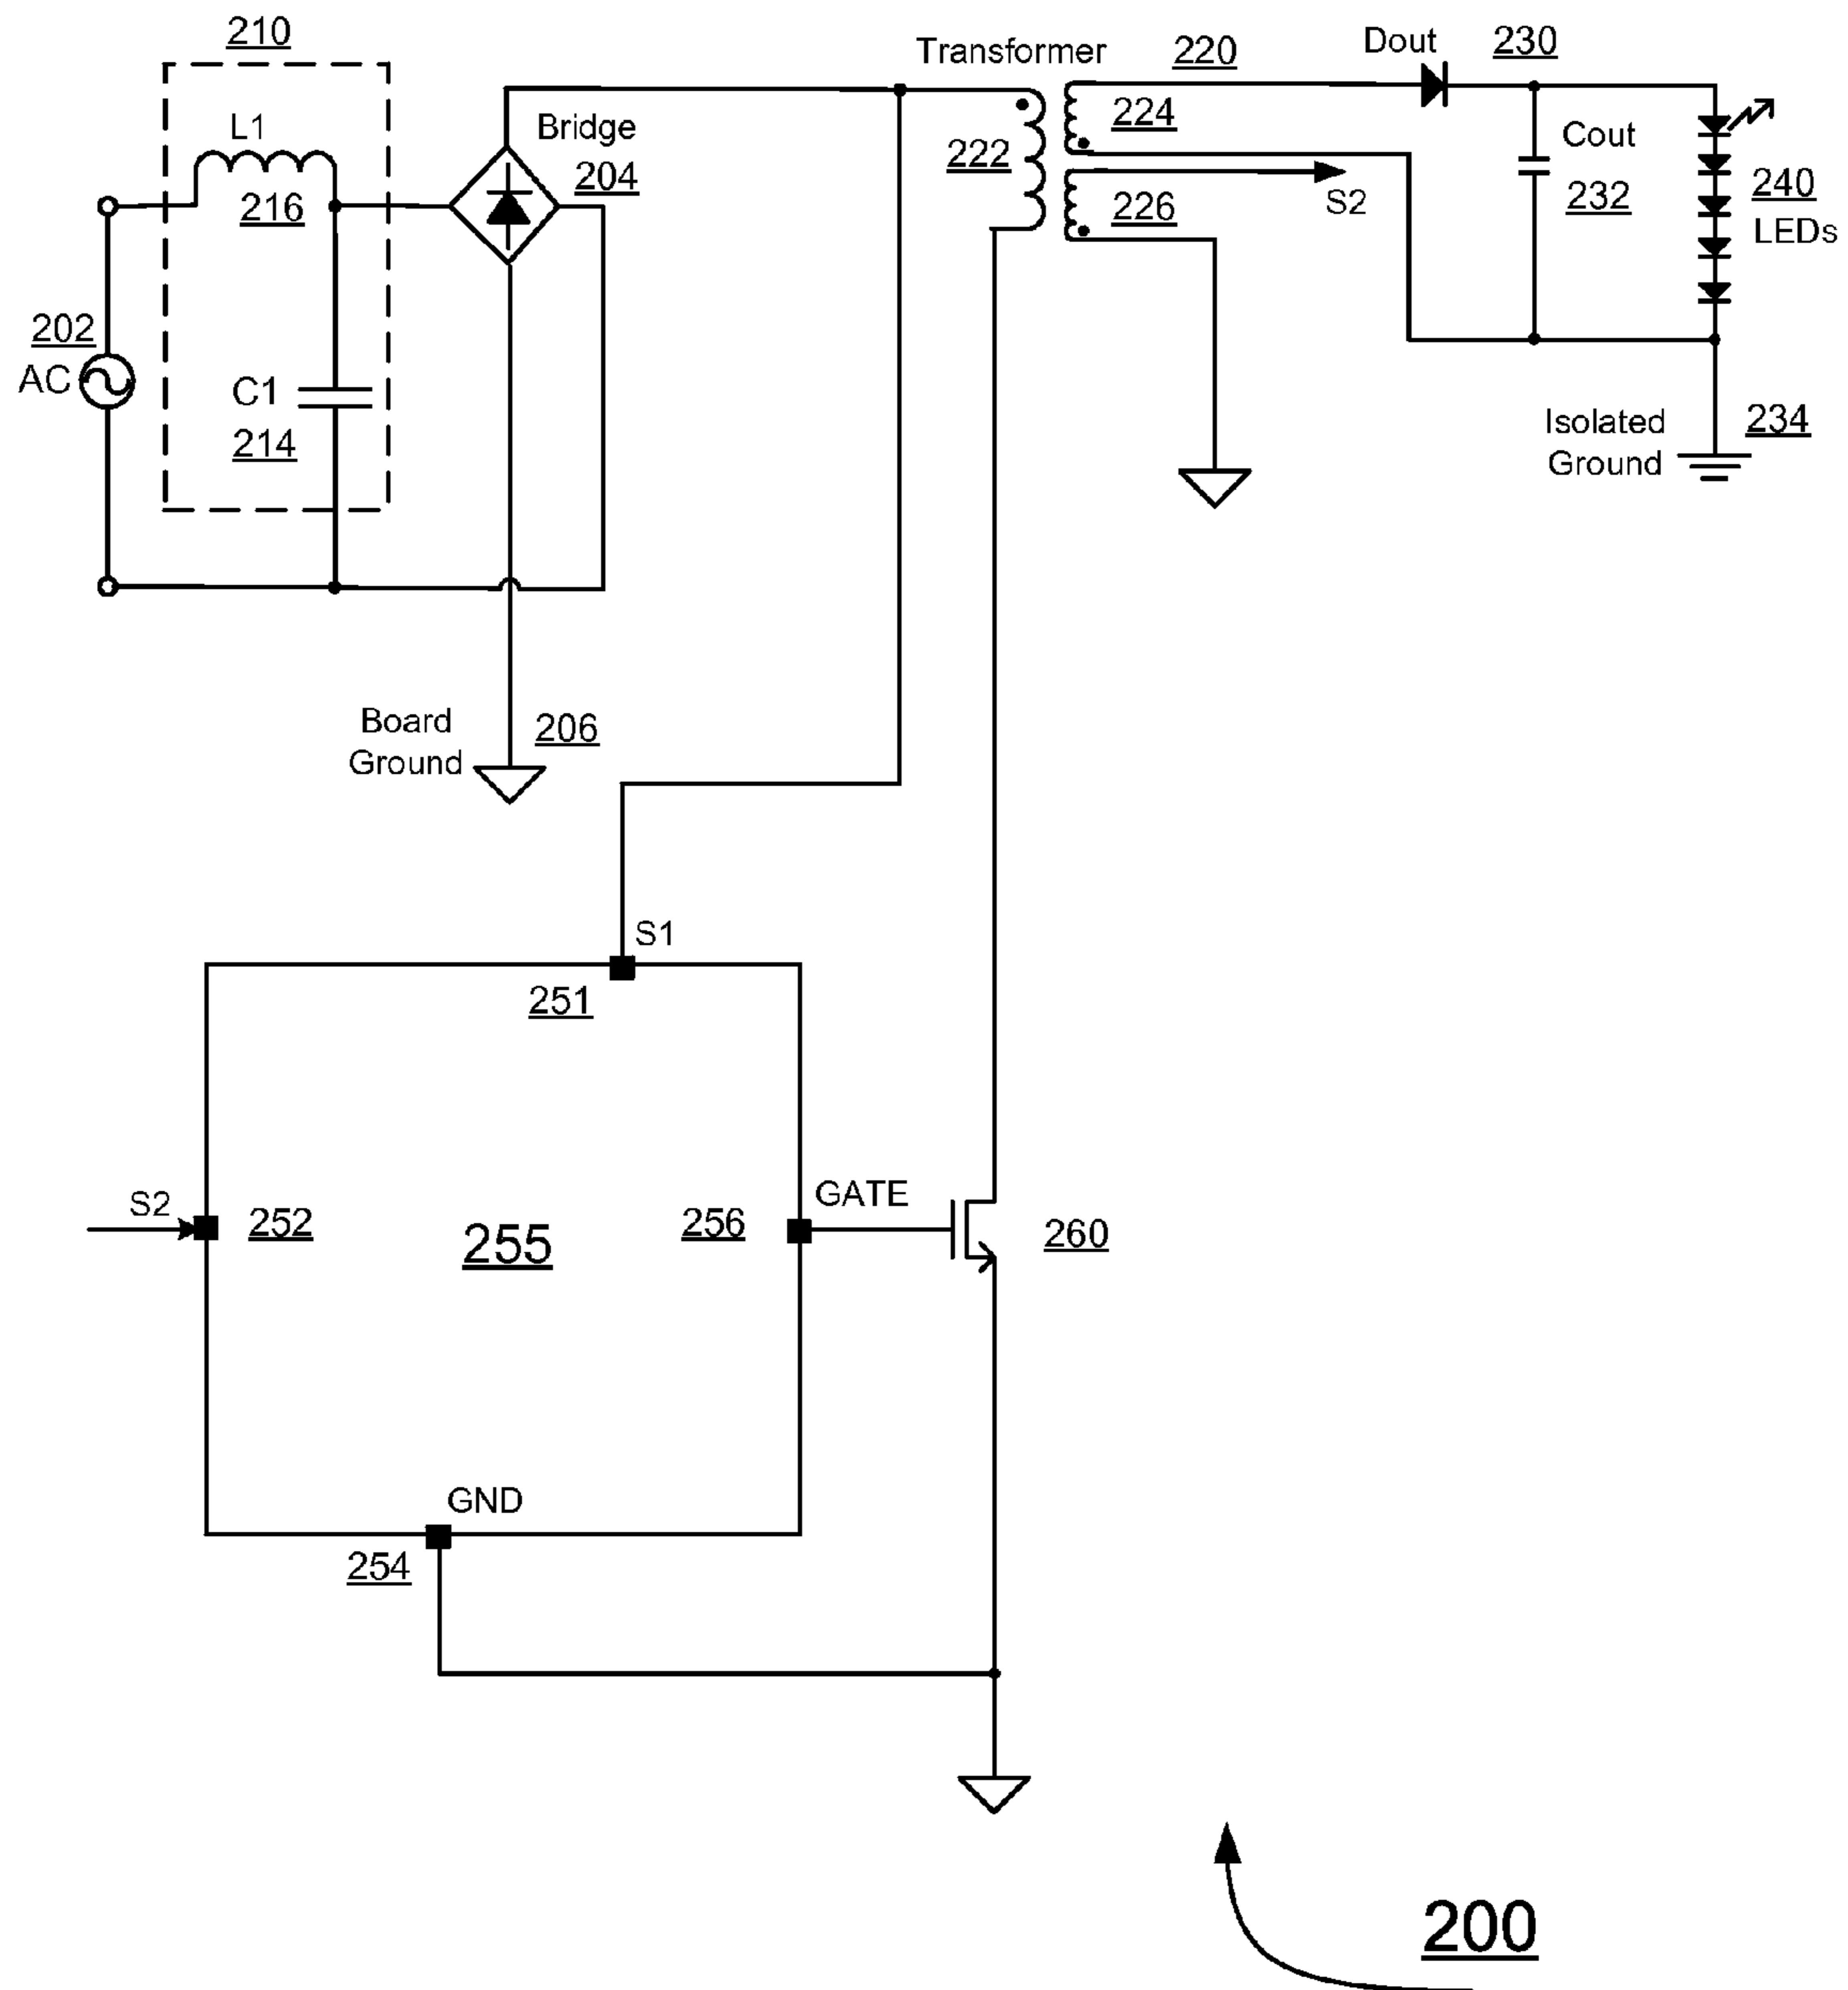 210
L1
216
202
AC
C1
214
Bridge
204
Board
Ground
206
Transformer
222
220
224
226
S2
Dout
230
Cout
232
240
LEDs
Isolated
Ground
234
S1
251
S2
252
255
256
GATE
260
GND
254
200